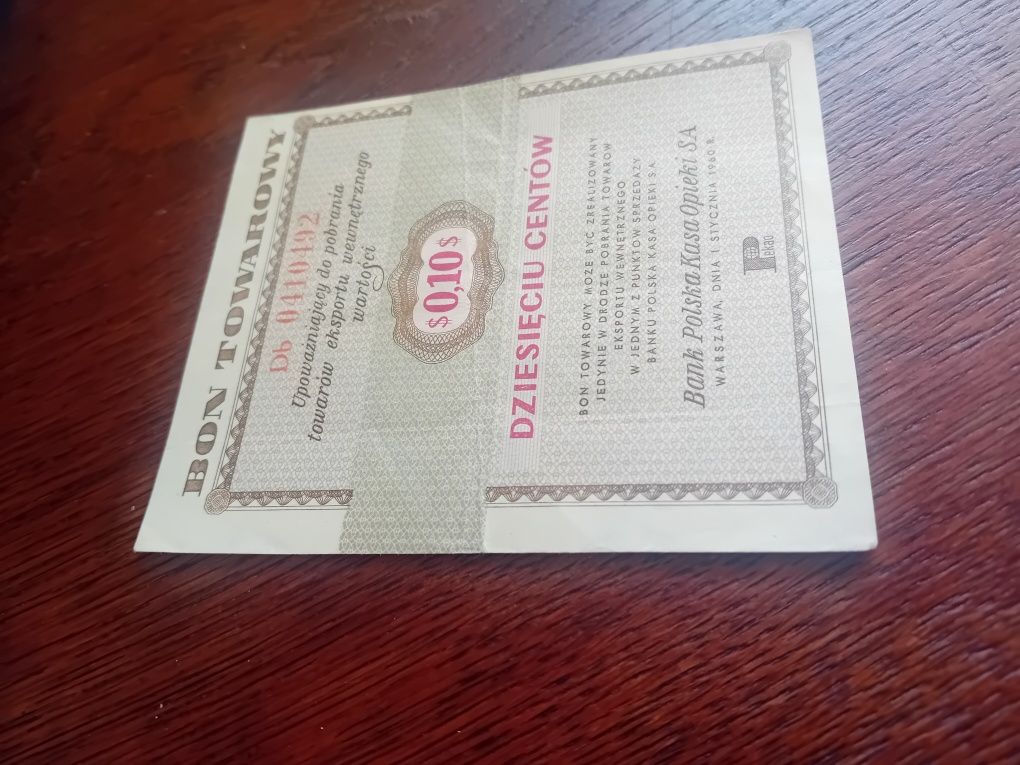 BON TOWAROWY
Db 0410492
Upoważniający do pobrania
towarów eksportu wewnętrznego
wartości
$ 0,10 $
DZIESIĘCIU CENTÓW
BON TOWAROWY MOŻE BYĆ ZREALIZOWANY
JEDYNIE W DRODZE POBRANIA TOWARÓW
EKSPORTU WEWNĘTRZNEGO
W JEDNYM Z PUNKTÓW SPRZEDAŻY
BANKU POLSKA KASA OPIEKI S.A.
Bank Polska Kasa Opieki SA
WARSZAWA, DNIA 1 STYCZNIA 1960 R.
PEKAO